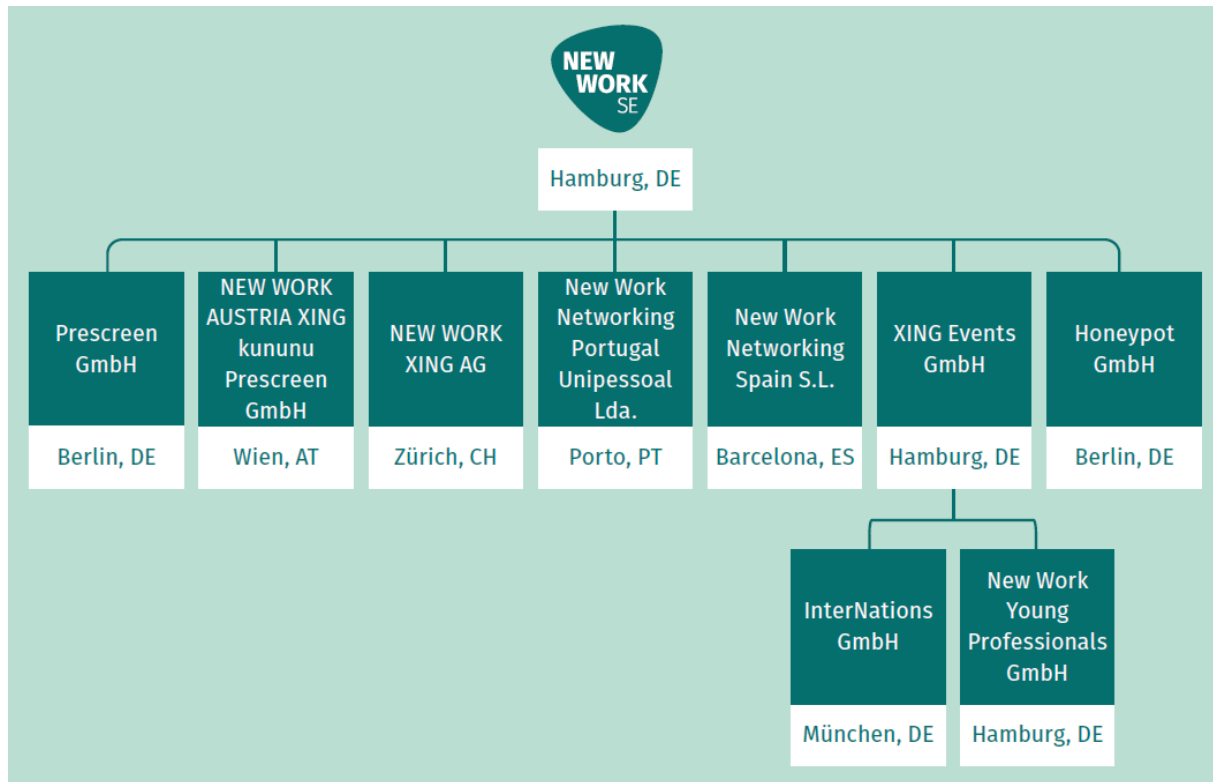 NEW
WORK
SE
Hamburg, DE
Prescreen
GmbH
Berlin, DE
NEW WORK
AUSTRIA XING
kununu
Prescreen
GmbH
Wien, AT
NEW WORK
XING AG
Zürich, CH
New Work
Networking
Portugal
Unipessoal
Lda.
Porto, PT
New Work
Networking
Spain S.L.
Barcelona, ES
XING Events
GmbH
Hamburg, DE
Honeypot
GmbH
Berlin, DE
InterNations
GmbH
München, DE
New Work
Young
Professionals
GmbH
Hamburg, DE